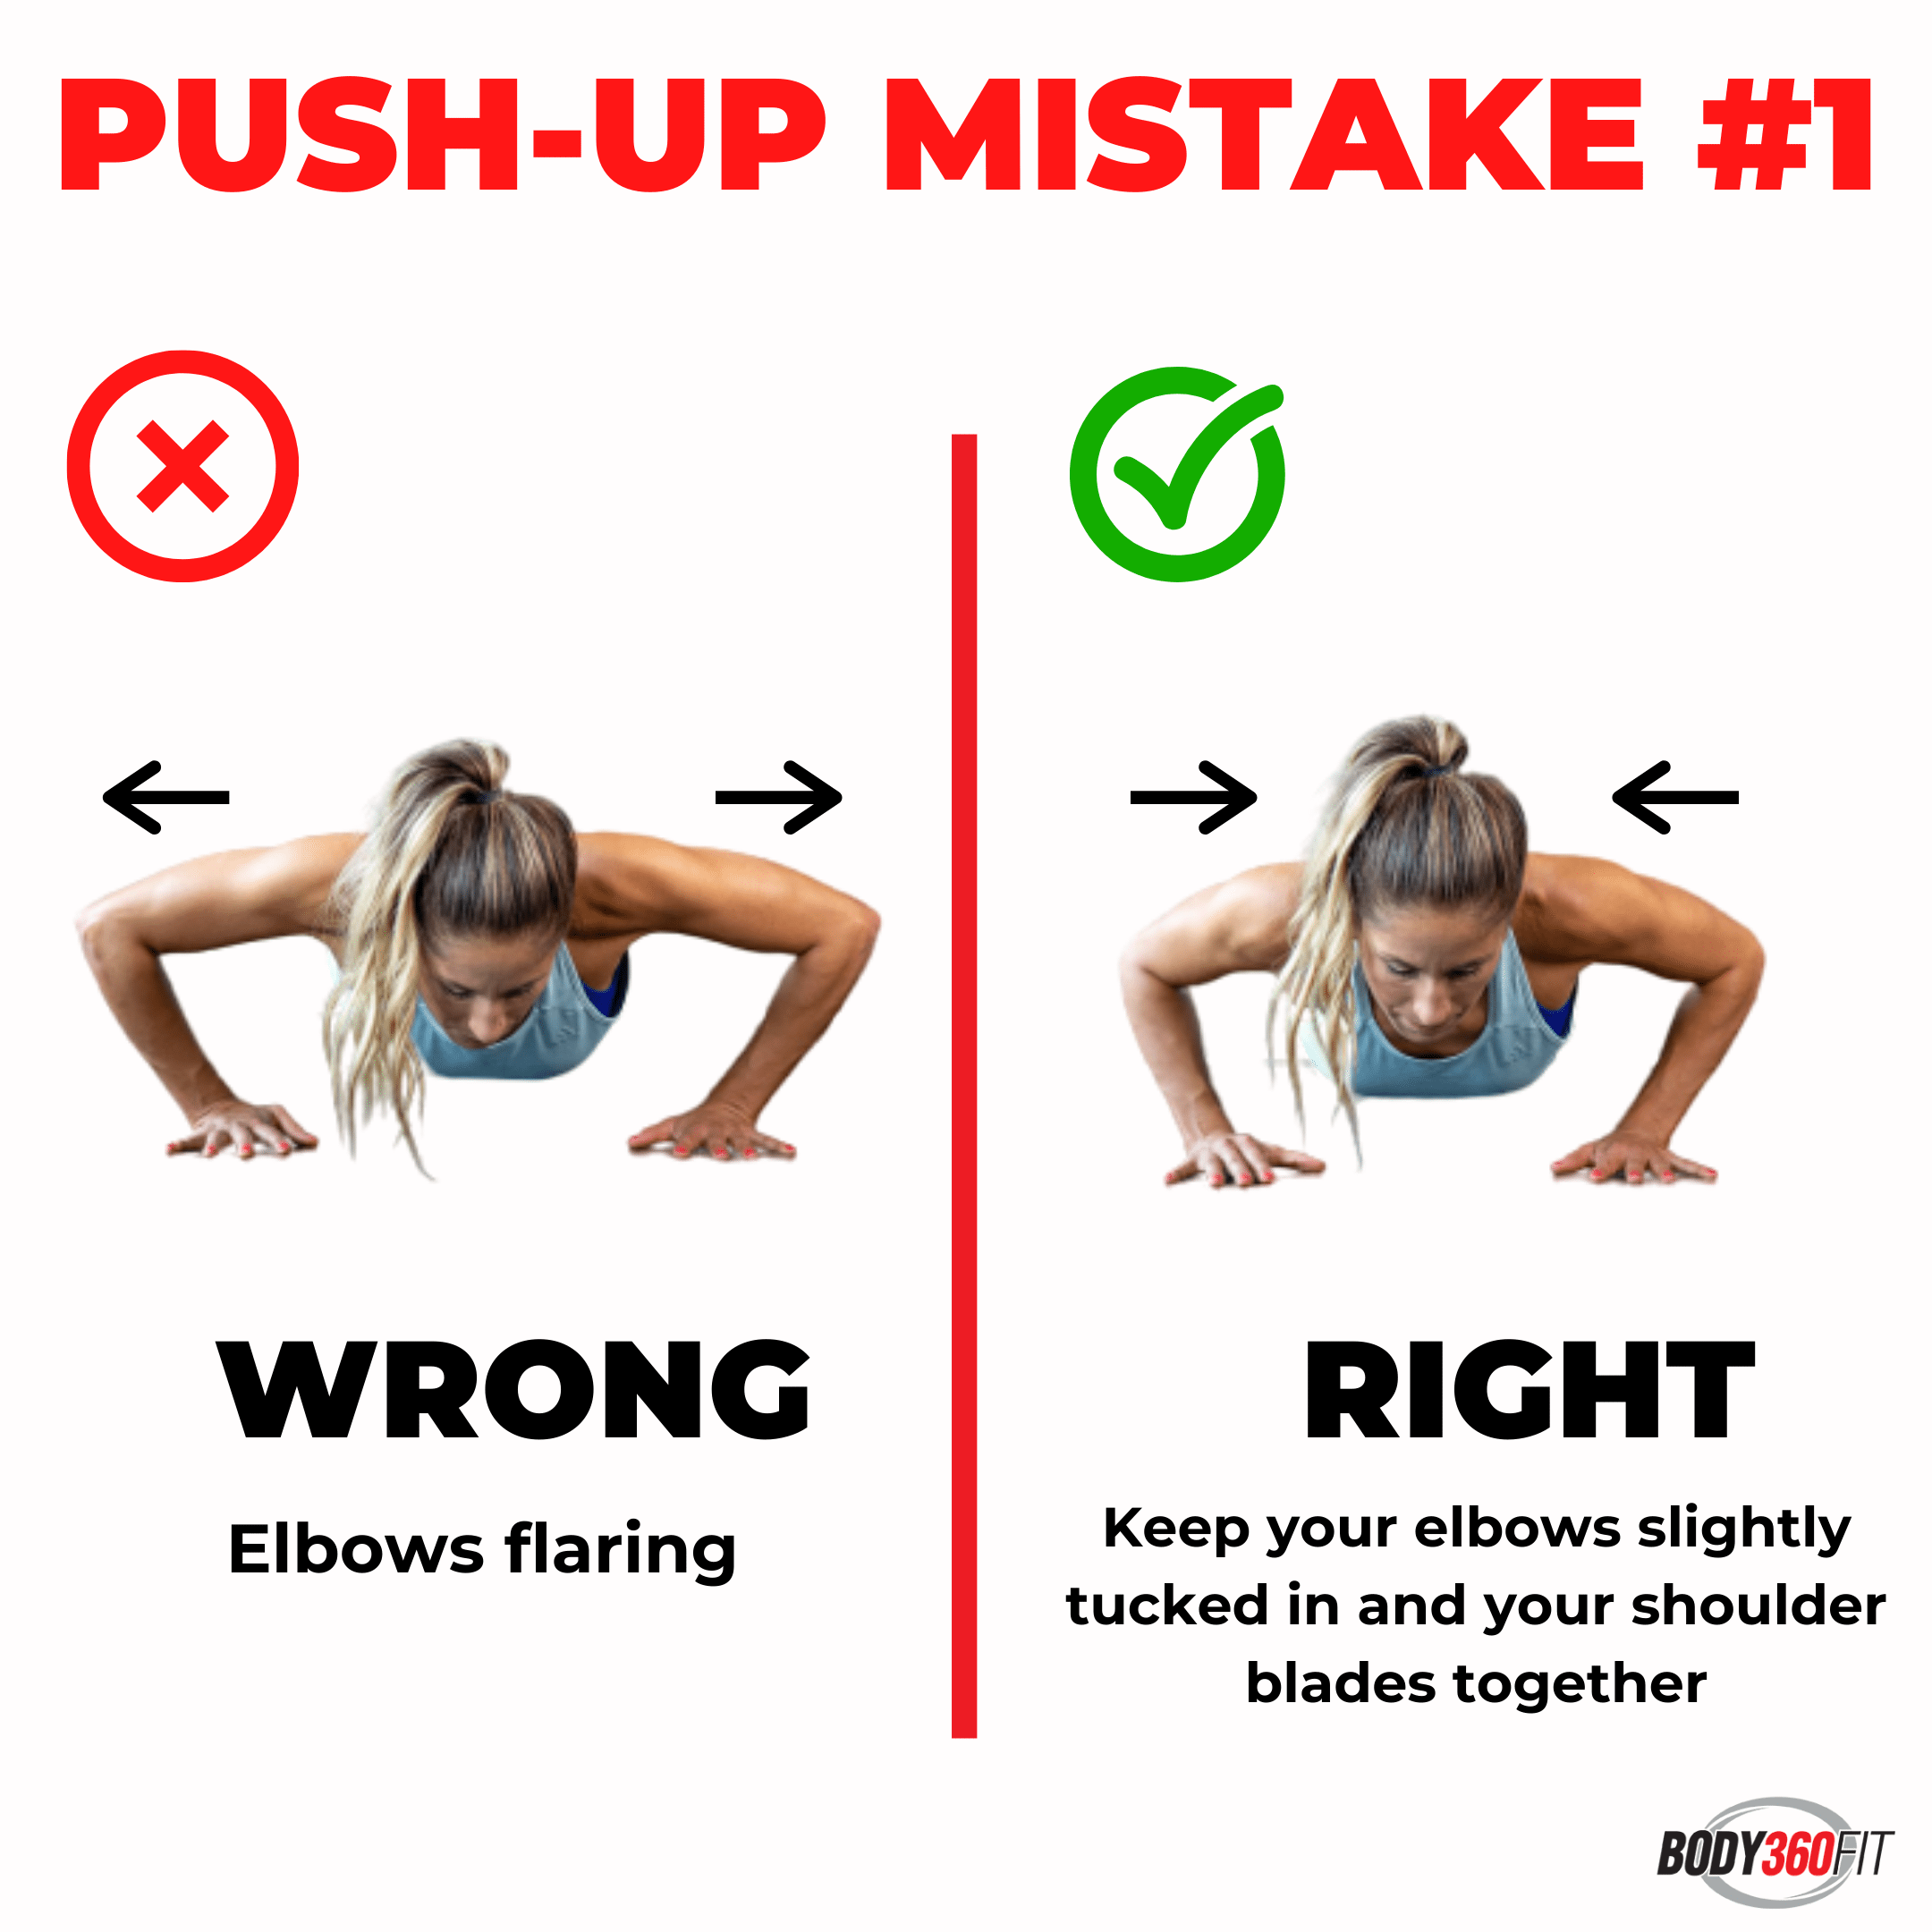 PUSH-UP MISTAKE #1
WRONG
Elbows flaring
RIGHT
Keep your elbows slightly
tucked in and your shoulder
blades together
BODY360FIT